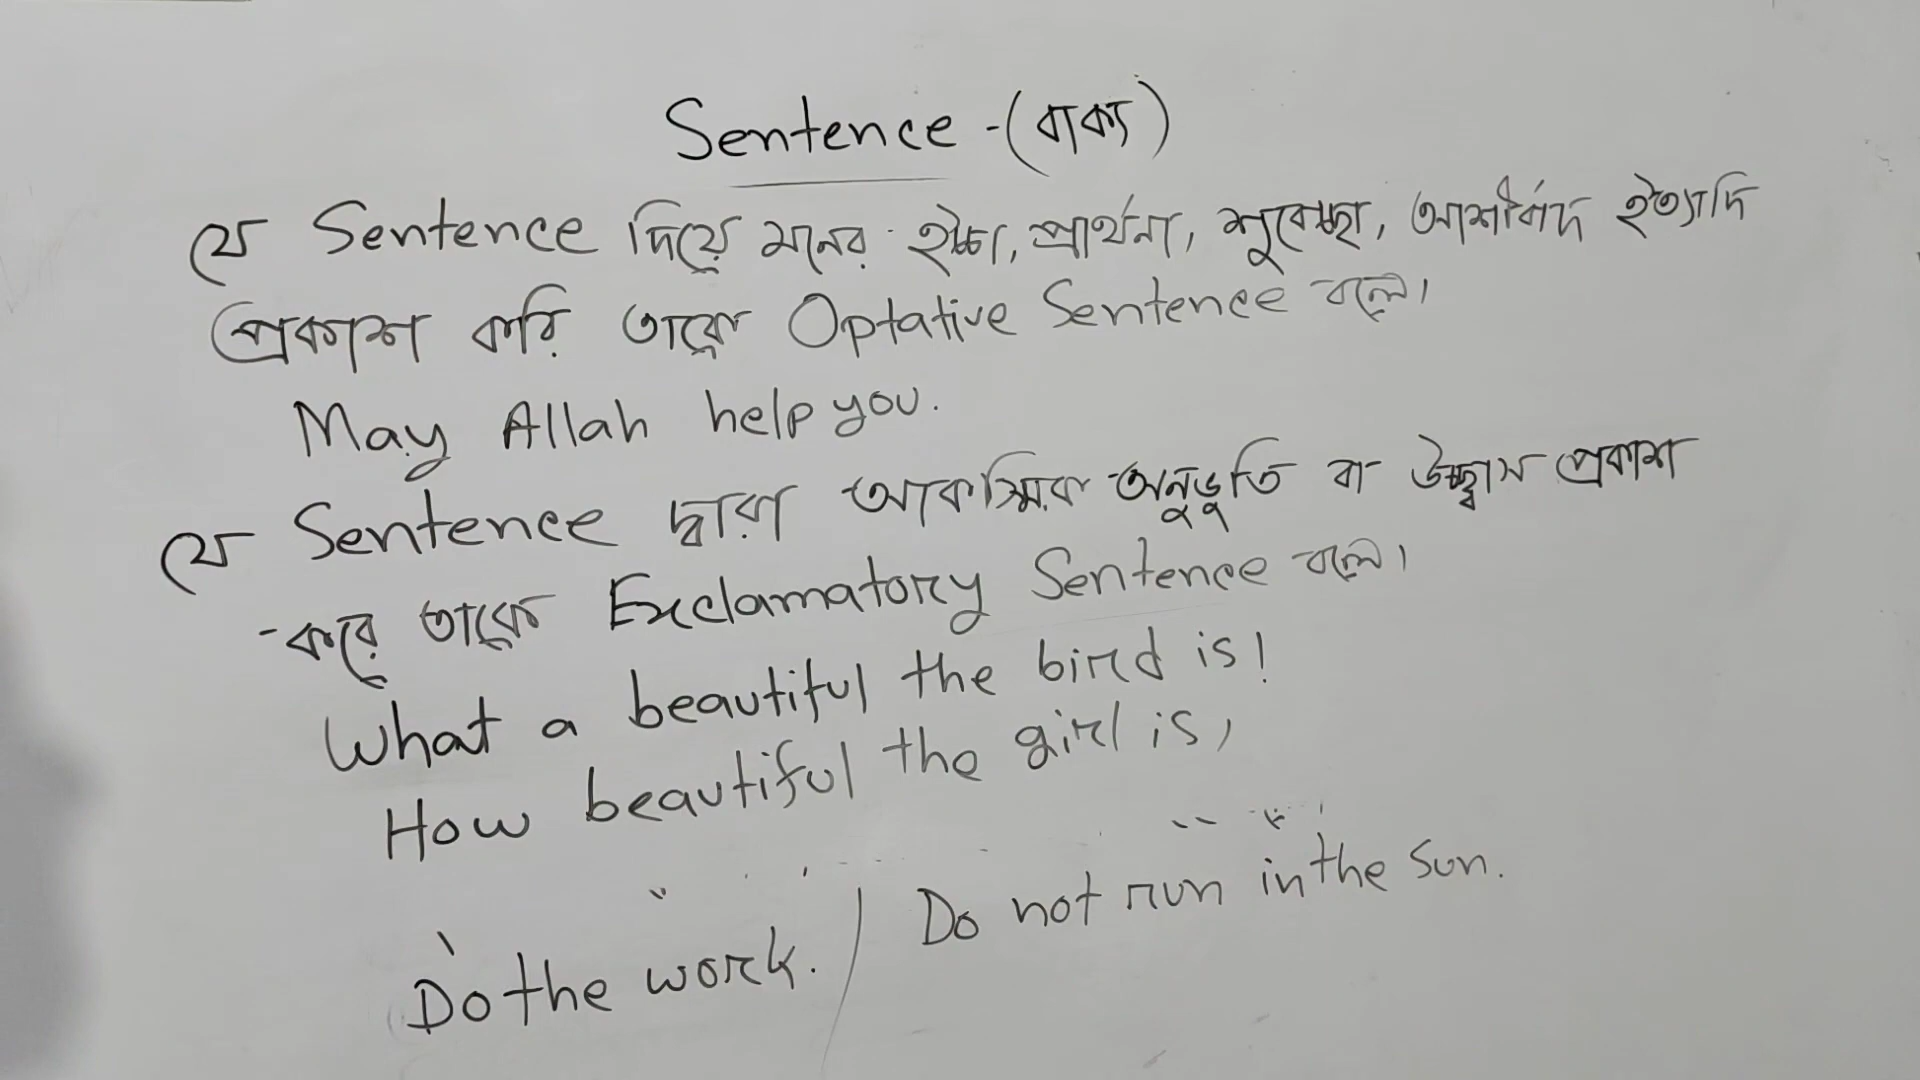 Sentence - (বাক্য)
যে Sentence দিয়ে মনের ইচ্ছা, প্রার্থনা, শুবেচ্ছা, আর্শীবাদ ইত্যাদি
প্রকাশ করি তাকে Optative Sentence বলে।
May Allah help you.
যে Sentence দ্বারা আকস্মিক অনুভুতি বা উচ্ছ্বাস প্রকাশ
করে তাকে Exclamatory Sentence বলে।
What a beautiful the bird is!
How beautiful the girl is,
Do the work. / Do not run in the sun.